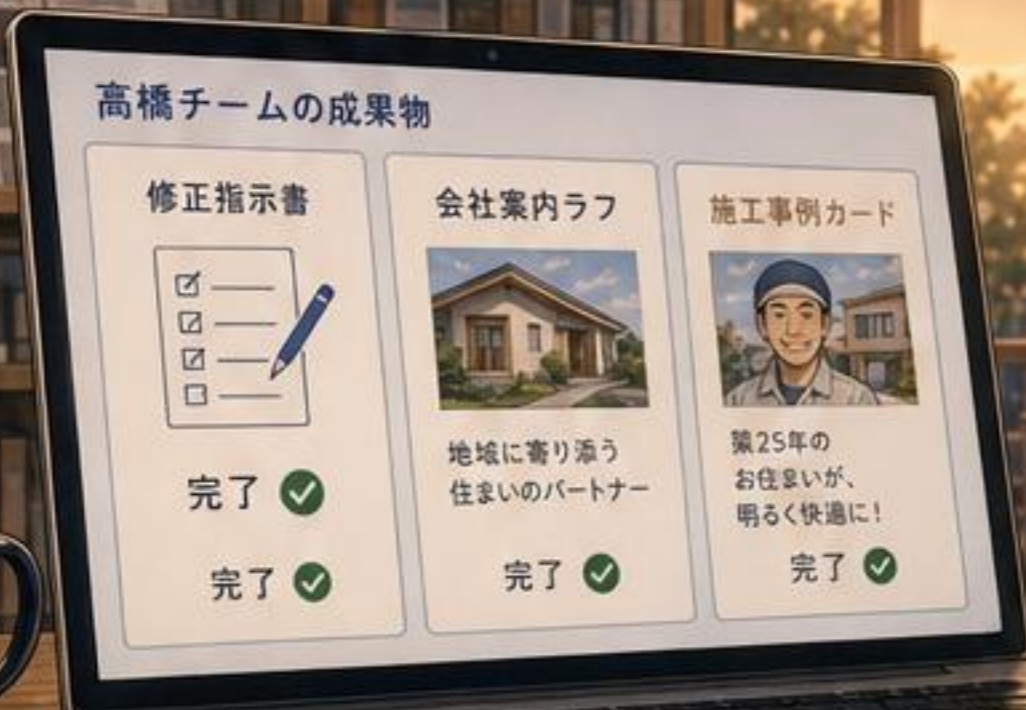 高橋チームの成果物
修正指示書
完了
完了
会社案内ラフ
地域に寄り添う
住まいのパートナー
完了
施工事例カード
築25年の
お住まいが、
明るく快適に!
完了